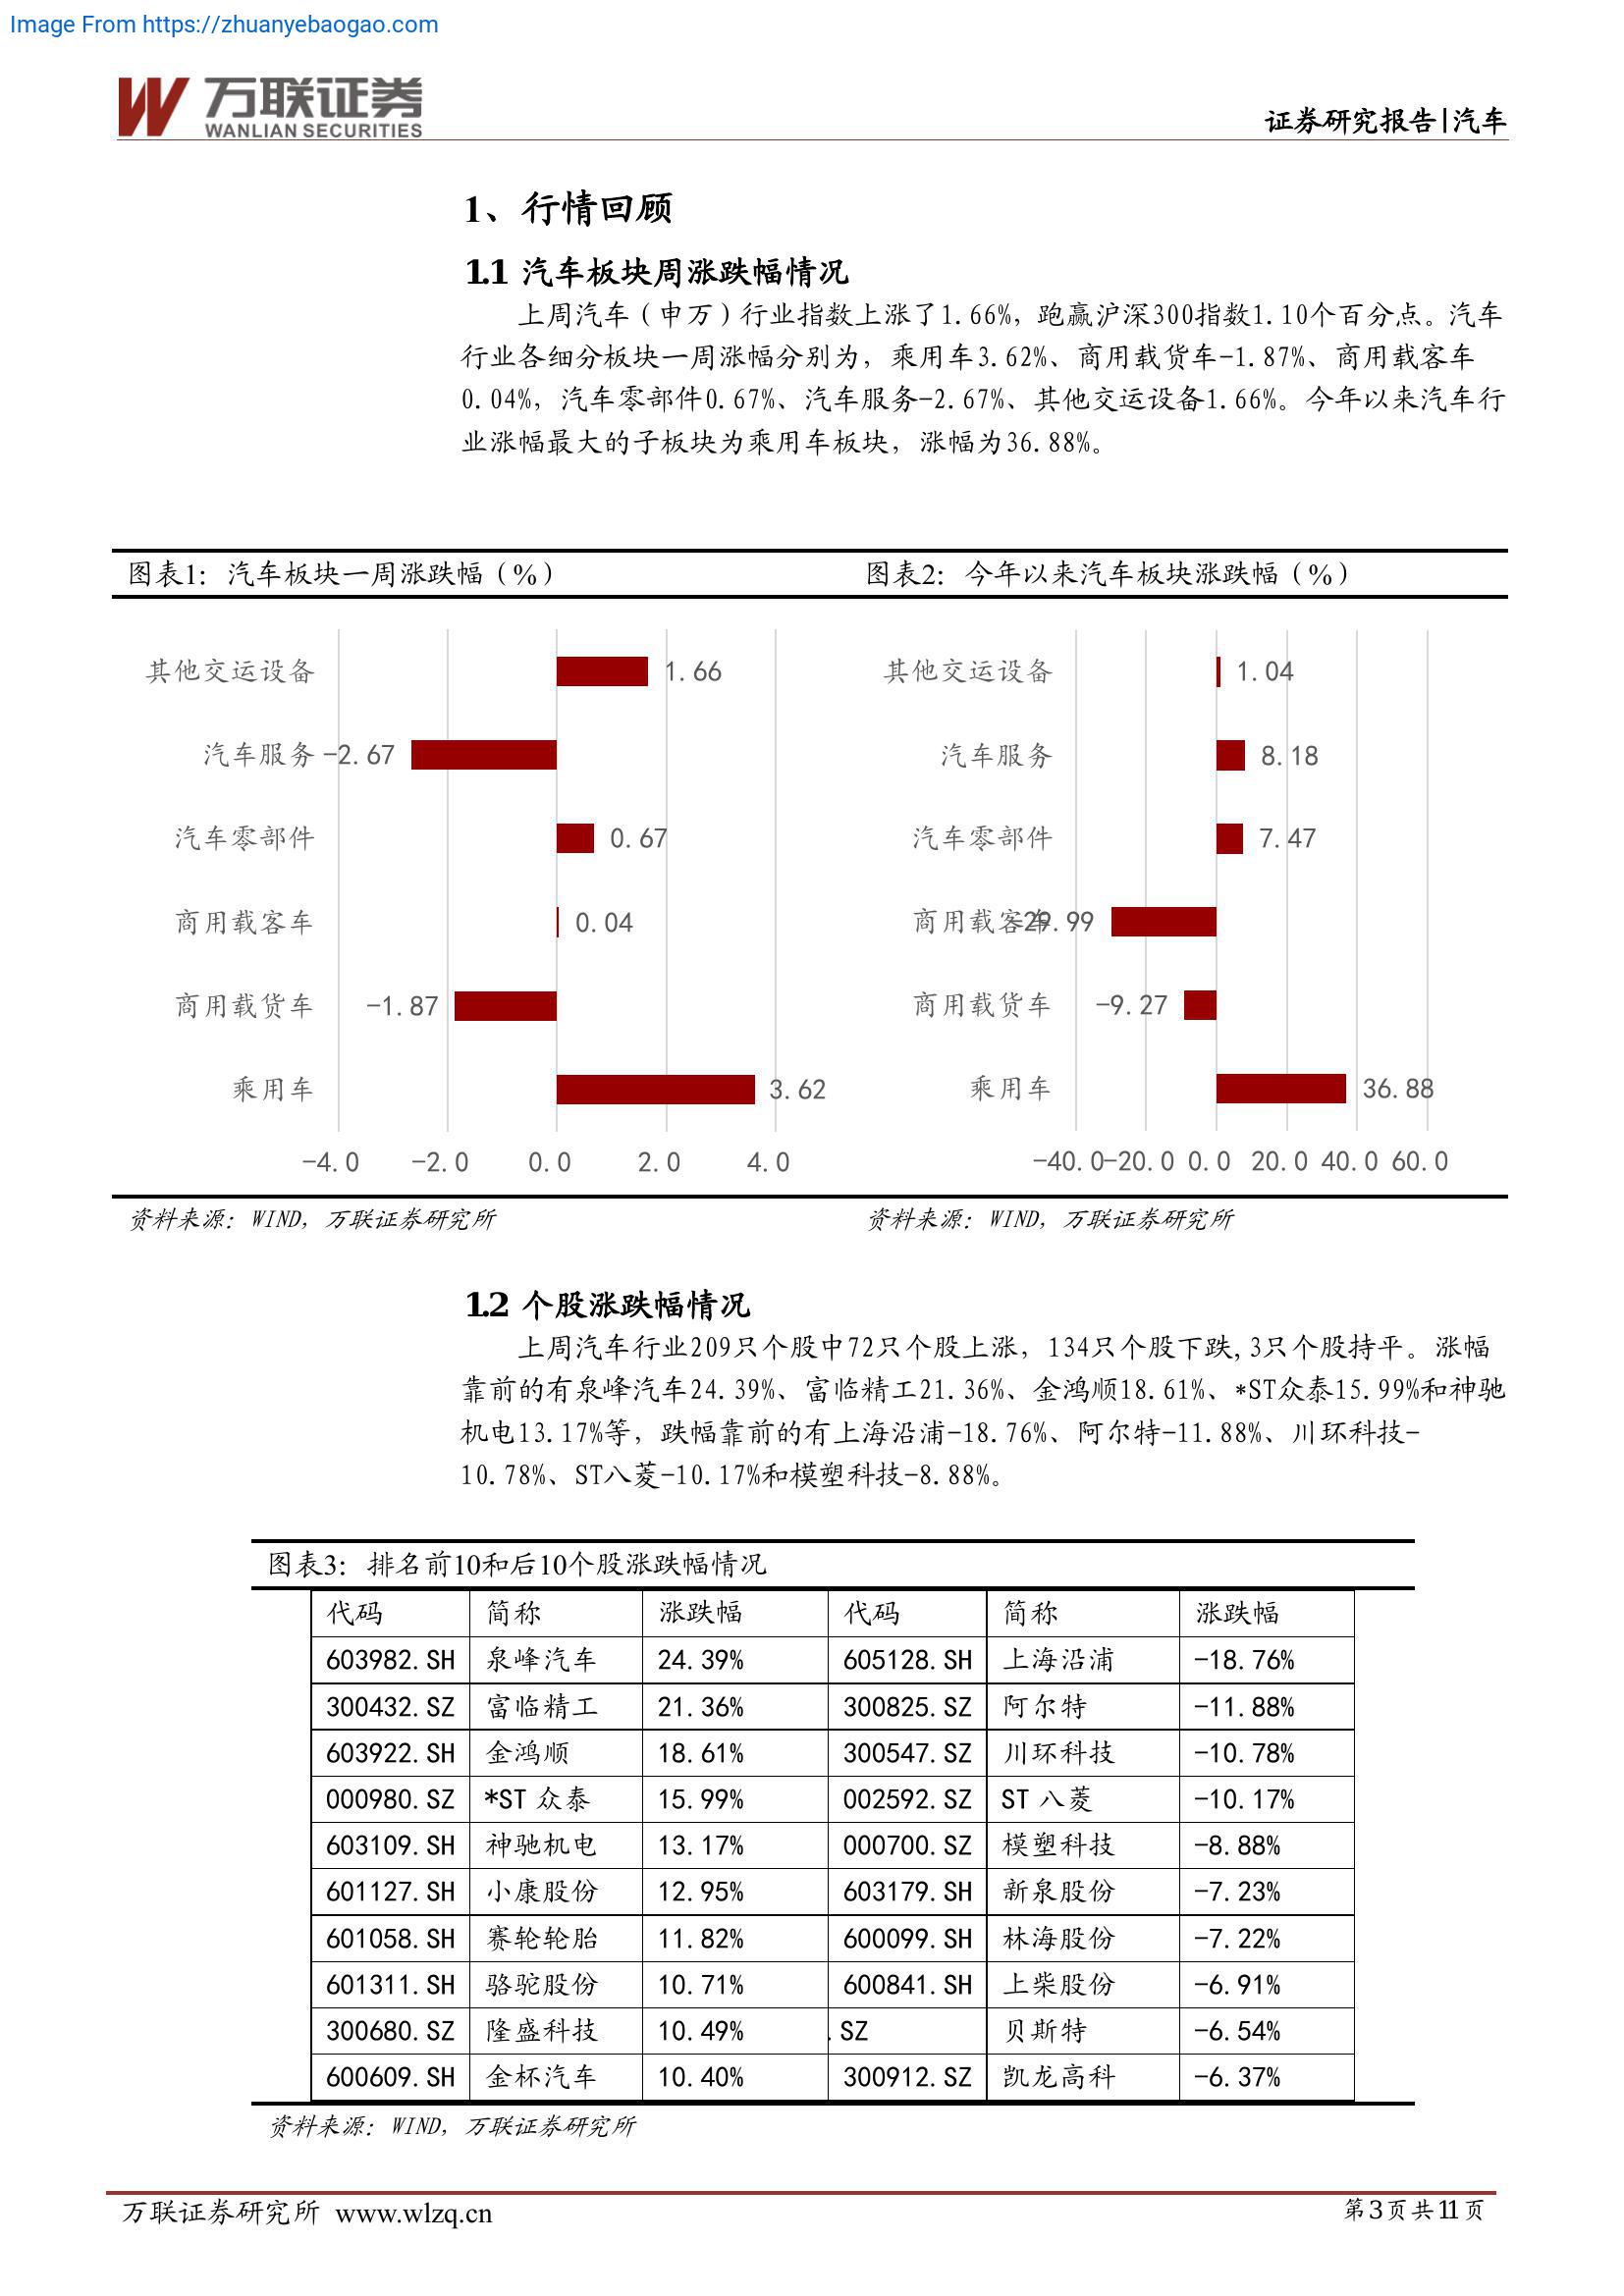 Image From https://zhuanyebaogao.com
万联证券
WANLIAN SECURITIES
证券研究报告|汽车
1、行情回顾
1.1 汽车板块周涨跌幅情况
上周汽车（申万）行业指数上涨了1.66%，跑赢沪深300指数1.10个百分点。汽车
行业各细分板块一周涨幅分别为，乘用车3.62%、商用载货车-1.87%、商用载客车
0.04%，汽车零部件0.67%、汽车服务-2.67%、其他交运设备1.66%。今年以来汽车行
业涨幅最大的子板块为乘用车板块，涨幅为36.88%。
图表1：汽车板块一周涨跌幅（%）
其他交运设备 1.66
汽车服务 -2.67
汽车零部件 0.67
商用载客车 0.04
商用载货车 -1.87
乘用车 3.62
-4.0 -2.0 0.0 2.0 4.0
资料来源：WIND，万联证券研究所
图表2：今年以来汽车板块涨跌幅（%）
其他交运设备 1.04
汽车服务 8.18
汽车零部件 7.47
商用载客车 -29.99
商用载货车 -9.27
乘用车 36.88
-40.0 -20.0 0.0 20.0 40.0 60.0
资料来源：WIND，万联证券研究所
1.2 个股涨跌幅情况
上周汽车行业209只个股中72只个股上涨，134只个股下跌,3只个股持平。涨幅
靠前的有泉峰汽车24.39%、富临精工21.36%、金鸿顺18.61%、*ST众泰15.99%和神驰
机电13.17%等，跌幅靠前的有上海沿浦-18.76%、阿尔特-11.88%、川环科技-
10.78%、ST八菱-10.17%和模塑科技-8.88%。
图表3：排名前10和后10个股涨跌幅情况
代码 简称 涨跌幅 代码 简称 涨跌幅
603982.SH 泉峰汽车 24.39% 605128.SH 上海沿浦 -18.76%
300432.SZ 富临精工 21.36% 300825.SZ 阿尔特 -11.88%
603922.SH 金鸿顺 18.61% 300547.SZ 川环科技 -10.78%
000980.SZ *ST 众泰 15.99% 002592.SZ ST 八菱 -10.17%
603109.SH 神驰机电 13.17% 000700.SZ 模塑科技 -8.88%
601127.SH 小康股份 12.95% 603179.SH 新泉股份 -7.23%
601058.SH 赛轮轮胎 11.82% 600099.SH 林海股份 -7.22%
601311.SH 骆驼股份 10.71% 600841.SH 上柴股份 -6.91%
300680.SZ 隆盛科技 10.49% .SZ 贝斯特 -6.54%
600609.SH 金杯汽车 10.40% 300912.SZ 凯龙高科 -6.37%
资料来源：WIND，万联证券研究所
万联证券研究所 www.wlzq.cn
第3页共11页